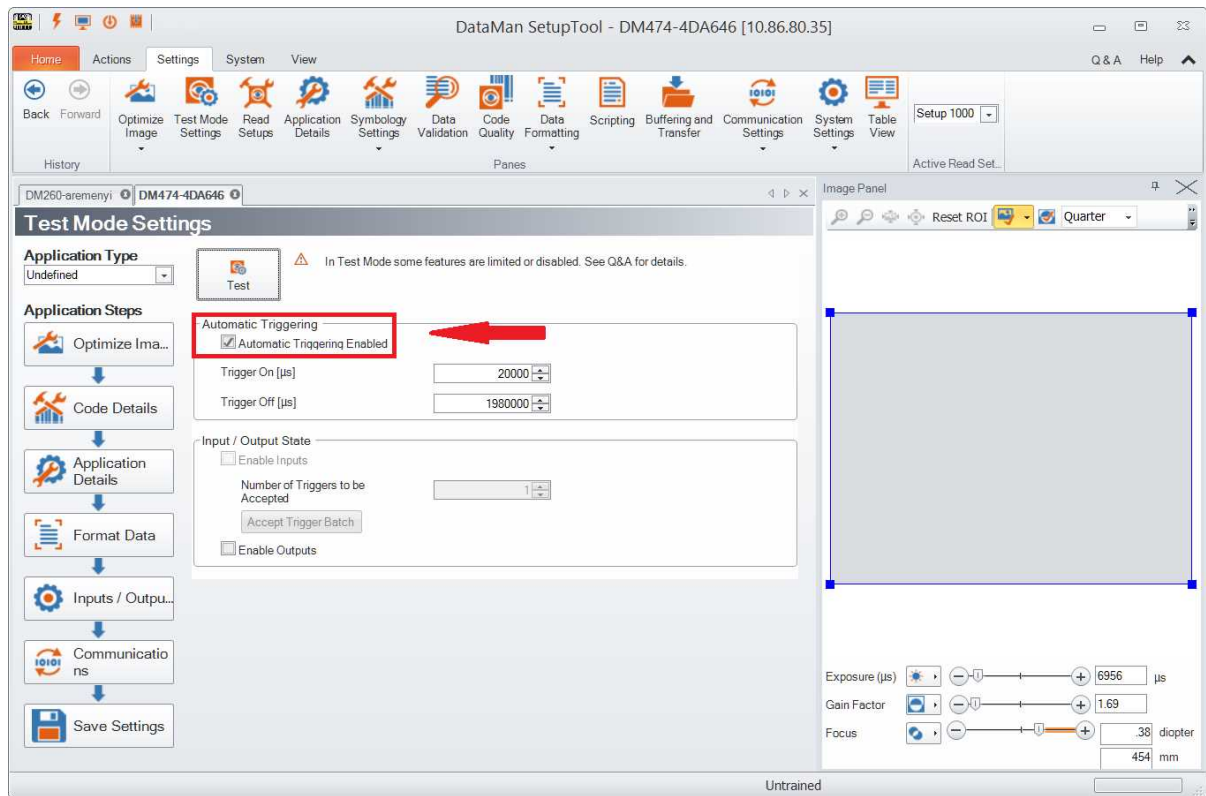 DataMan SetupTool - DM474-4DA646 [10.86.80.35]
Home Actions Settings System View Q & A Help
Back Forward Optimize Image Test Mode Settings Read Setups Application Details Symbology Settings Data Validation Code Quality Data Formatting Scripting Buffering and Transfer Communication Settings System Settings Table View Setup 1000
History Panes Active Read Set...
DM260-aremenyi DM474-4DA646
Test Mode Settings
Application Type
Undefined
Application Steps
Optimize Ima...
Code Details
Application
Details
Format Data
Inputs / Outpu...
Communicatio
ns
Save Settings
Test
In Test Mode some features are limited or disabled. See Q&A for details.
Automatic Triggering
Automatic Triggering Enabled
Trigger On [µs] 20000
Trigger Off [µs] 1980000
Input / Output State
Enable Inputs
Number of Triggers to be
Accepted 1
Accept Trigger Batch
Enable Outputs
Image Panel
Reset ROI Quarter
Exposure (µs) 6956 µs
Gain Factor 1.69
Focus .38 diopter
454 mm
Untrained